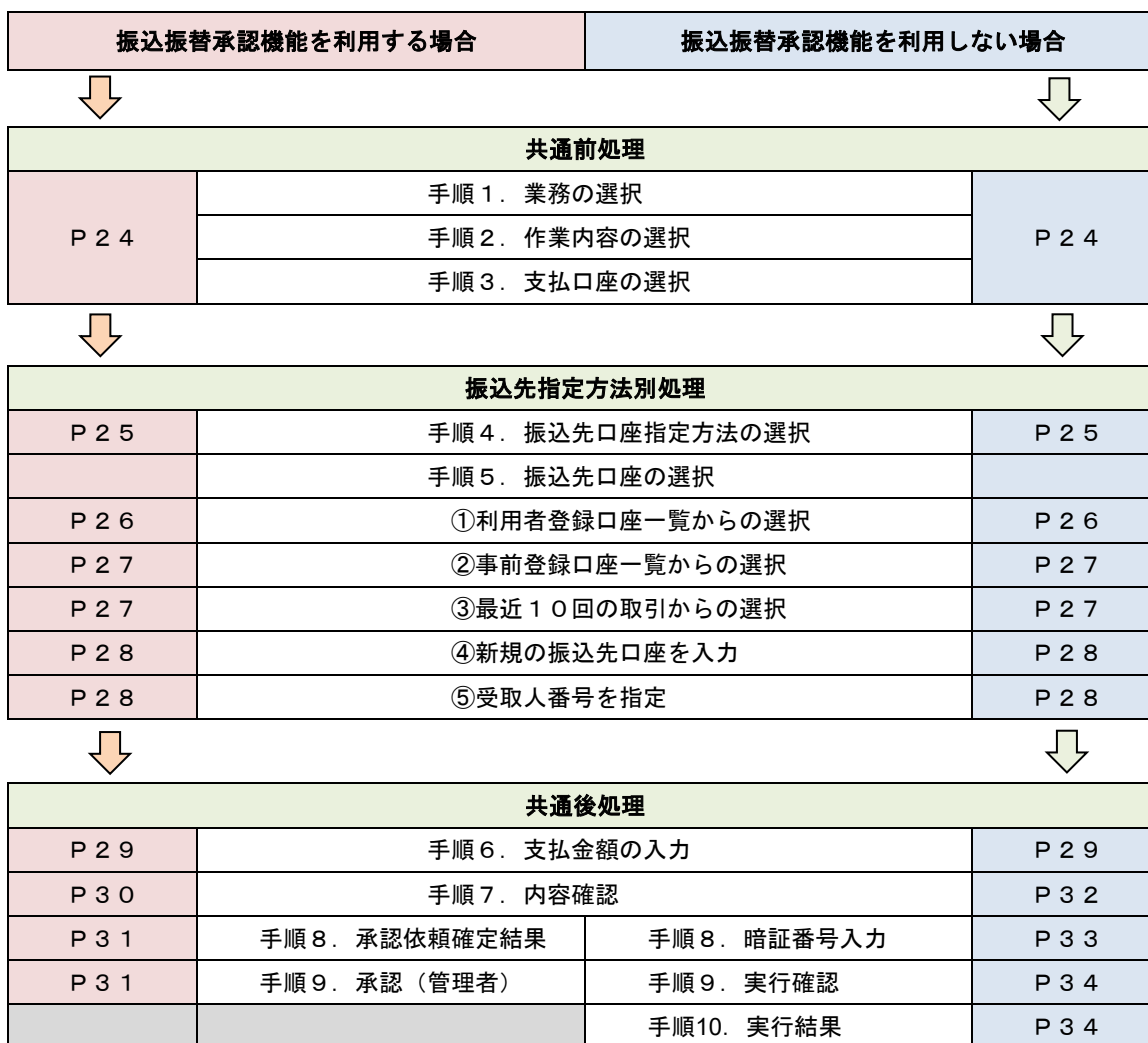 振込振替承認機能を利用する場合 振込振替承認機能を利用しない場合
共通前処理
手順１．業務の選択
Ｐ２４ 手順２．作業内容の選択 Ｐ２４
手順３．支払口座の選択
振込先指定方法別処理
Ｐ２５ 手順４．振込先口座指定方法の選択 Ｐ２５
手順５．振込先口座の選択
Ｐ２６ ①利用者登録口座一覧からの選択 Ｐ２６
Ｐ２７ ②事前登録口座一覧からの選択 Ｐ２７
Ｐ２７ ③最近１０回の取引からの選択 Ｐ２７
Ｐ２８ ④新規の振込先口座を入力 Ｐ２８
Ｐ２８ ⑤受取人番号を指定 Ｐ２８
共通後処理
Ｐ２９ 手順６．支払金額の入力 Ｐ２９
Ｐ３０ 手順７．内容確認 Ｐ３２
Ｐ３１ 手順８．承認依頼確定結果 手順８．暗証番号入力 Ｐ３３
Ｐ３１ 手順９．承認（管理者） 手順９．実行確認 Ｐ３４
手順10．実行結果 Ｐ３４